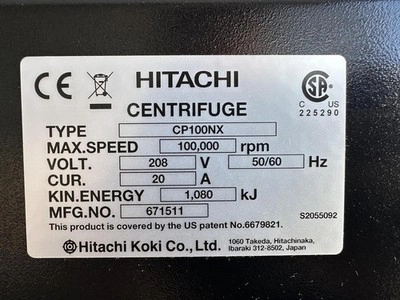 CE HITACHI SA
CENTRIFUGE C US
225290
TYPE CP100NX
MAX.SPEED 100,000 rpm
VOLT. 208 V 50/60 Hz
CUR. 20 A
KIN.ENERGY 1,080 kJ
MFG.NO. 671511 S2055092
This product is covered by the US patent No.6679821.
Hitachi Koki Co., Ltd. 1060 Takeda, Hitachinaka,
Ibaraki 312-8502, Japan